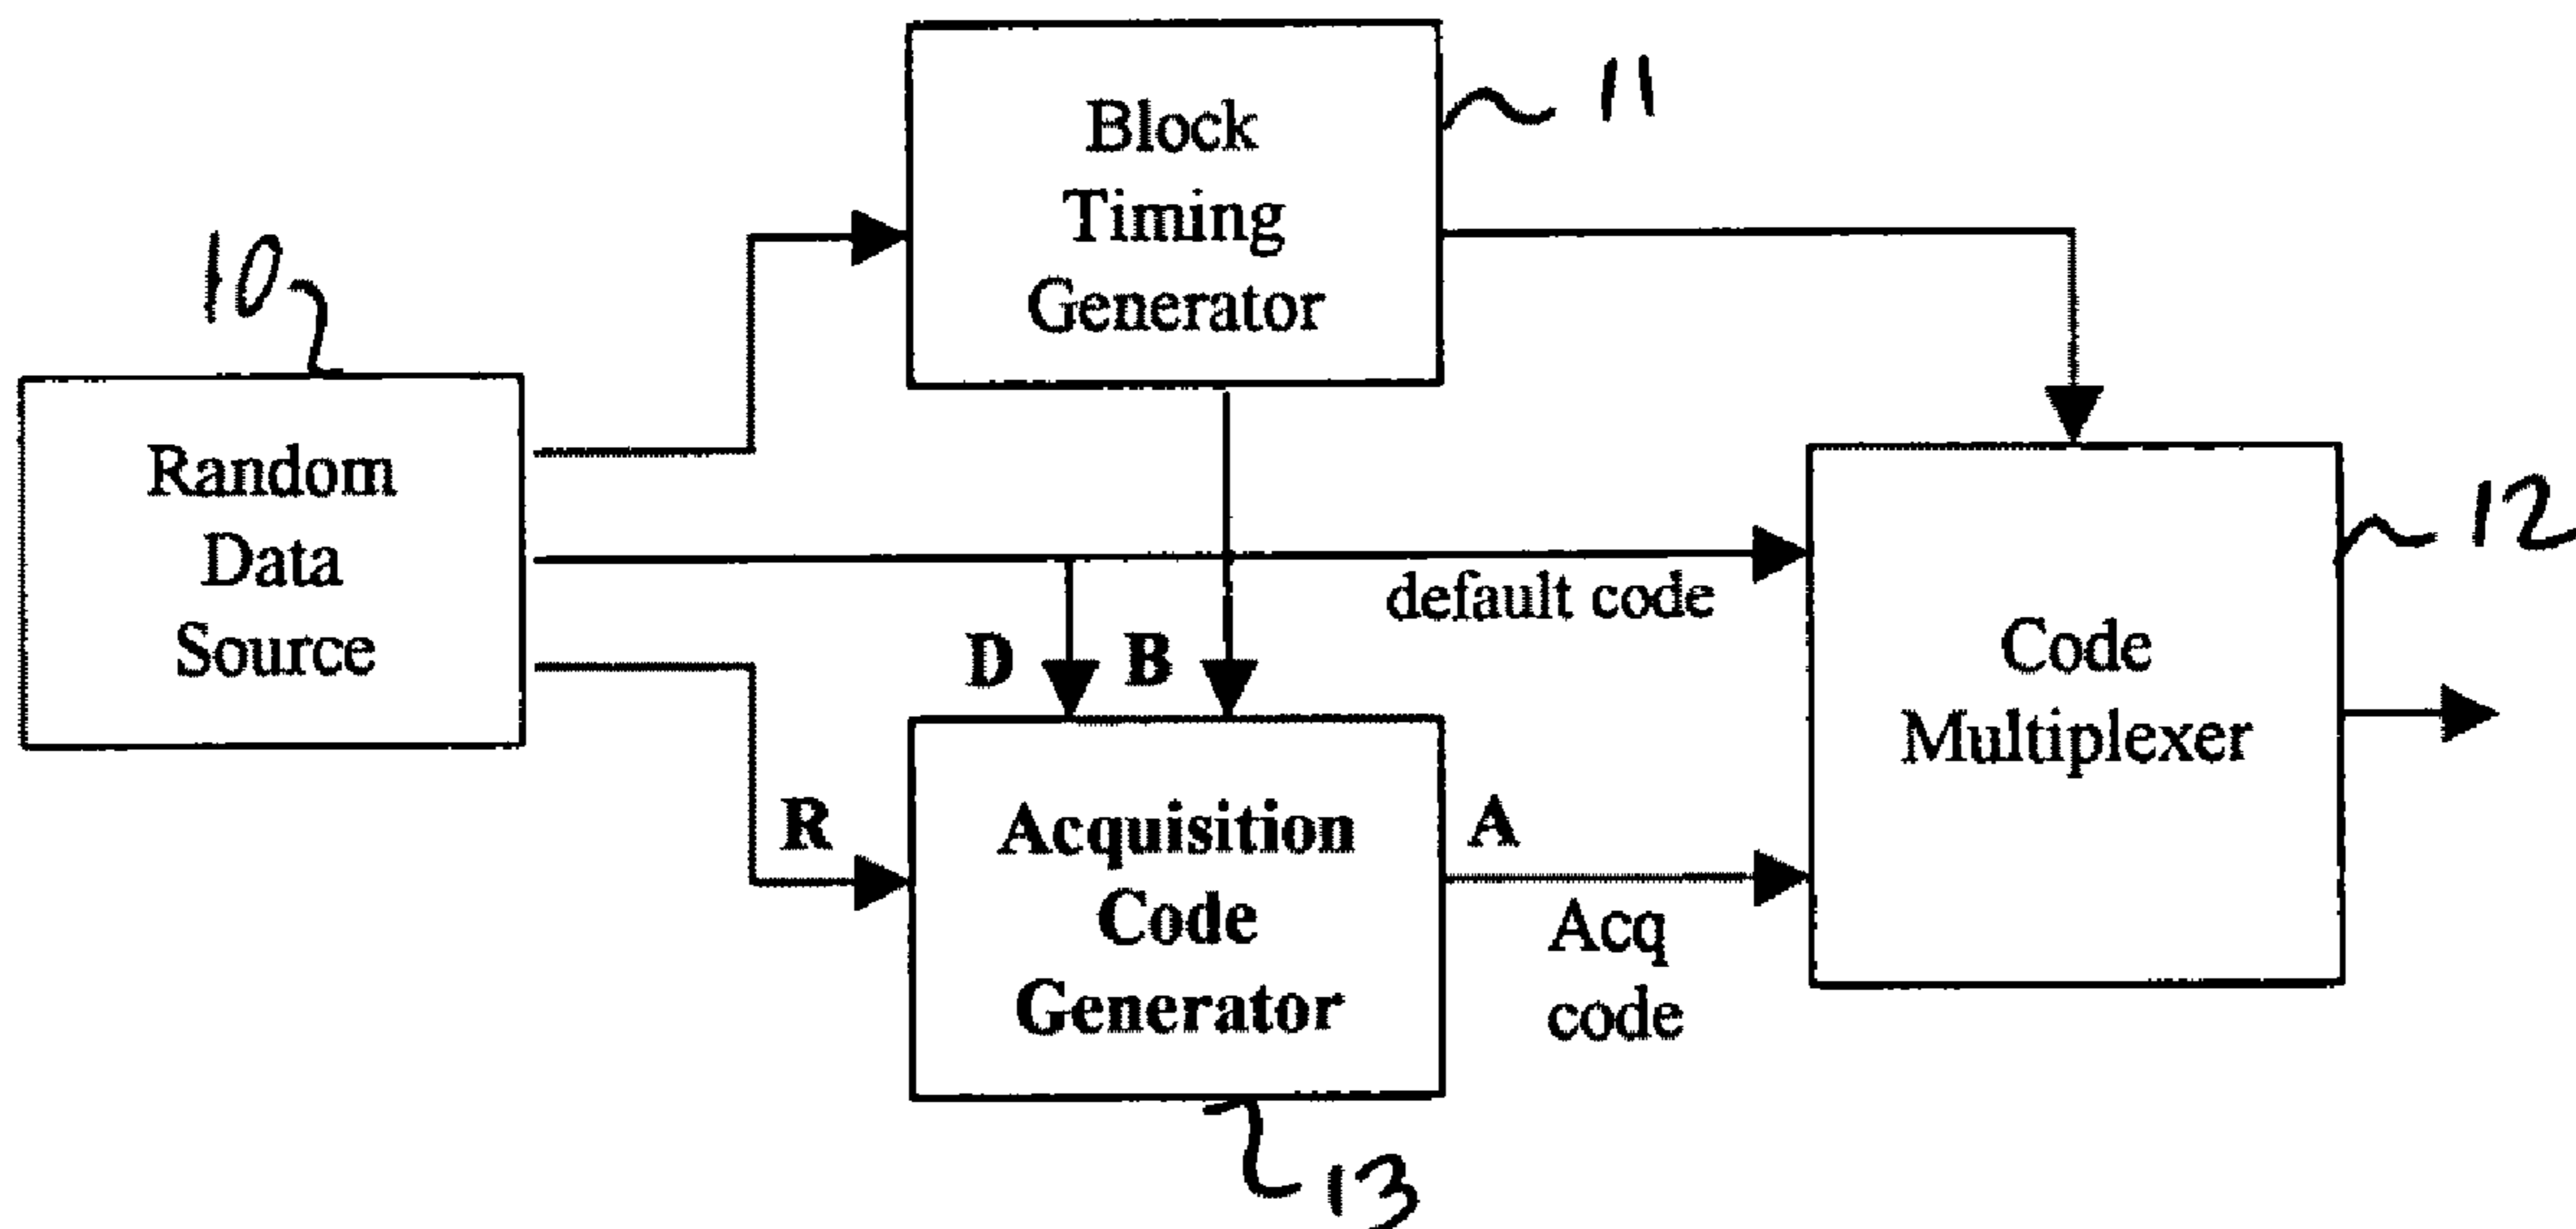 Block
Timing
Generator
11
10
Random
Data
Source
default code
12
D
B
Code
Multiplexer
R
Acquisition
Code
Generator
A
Acq
code
13